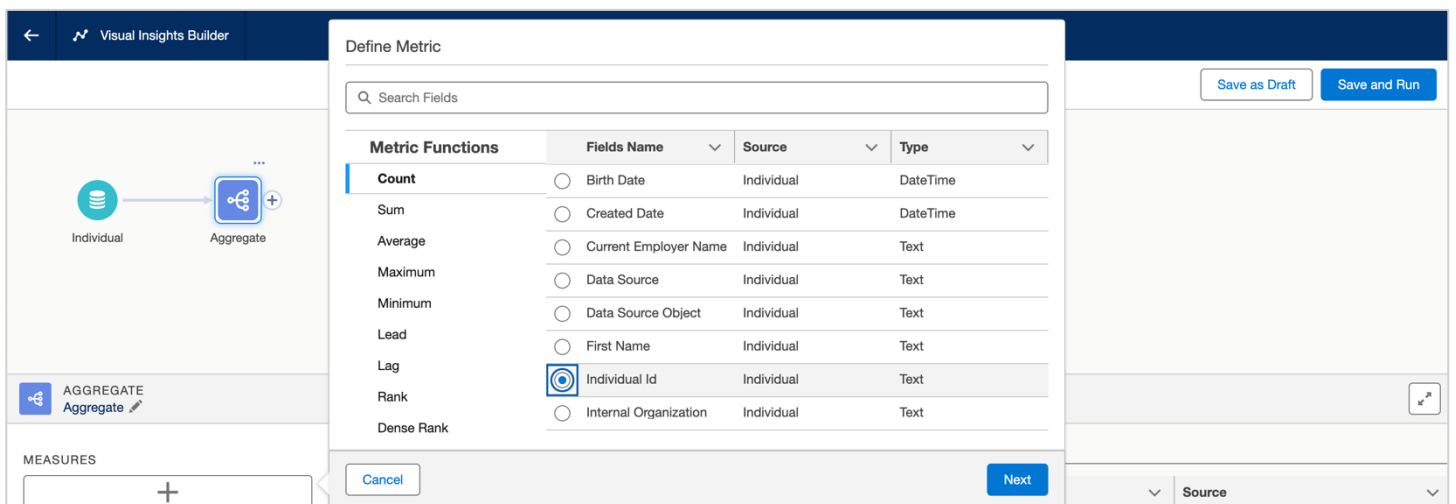 Visual Insights Builder
Define Metric
Save as Draft
Save and Run
Search Fields
Metric Functions
Fields Name Source Type
Count
Birth Date Individual DateTime
Sum
Created Date Individual DateTime
Average
Current Employer Name Individual Text
Maximum
Data Source Individual Text
Minimum
Data Source Object Individual Text
Lead
First Name Individual Text
Lag
Individual Id Individual Text
Rank
Internal Organization Individual Text
Dense Rank
Individual
Aggregate
AGGREGATE
Aggregate
MEASURES
Cancel
Next
Source